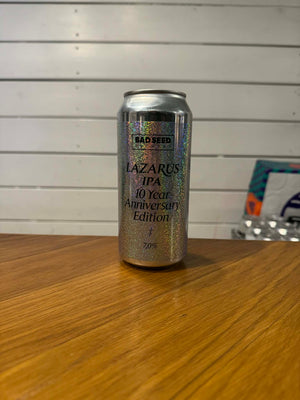 BAD SEED
LAZARUS
IPA
10 Year
Anniversary
Edition
7.0%